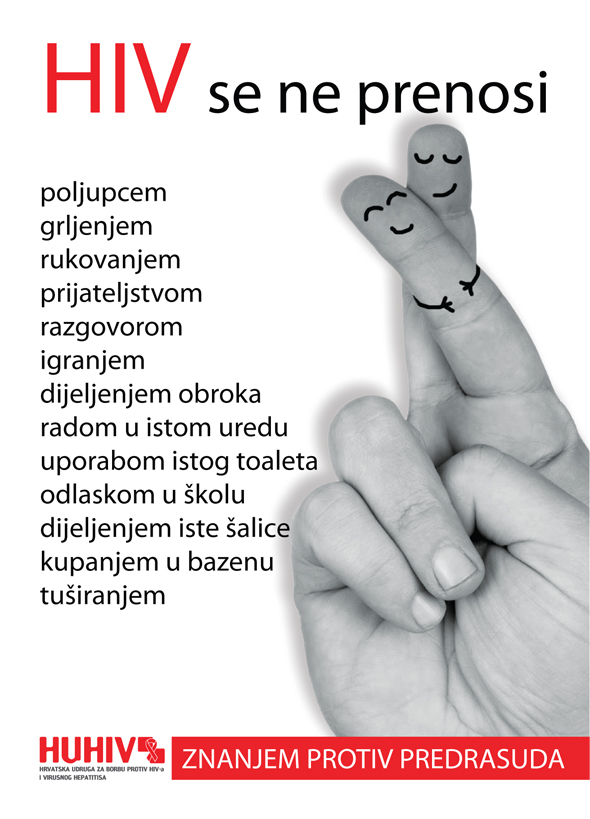 HIV se ne prenosi
poljupcem
grljenjem
rukovanjem
prijateljstvom
razgovorom
igranjem
dijeljenjem obroka
radom u istom uredu
uporabom istog toaleta
odlaskom u školu
dijeljenjem iste šalice
kupanjem u bazenu
tuširanjem
HUHIV
HRVATSKA UDRUGA ZA BORBU PROTIV HIV-a
I VIRUSNOG HEPATITISA
ZNANJEM PROTIV PREDRASUDA